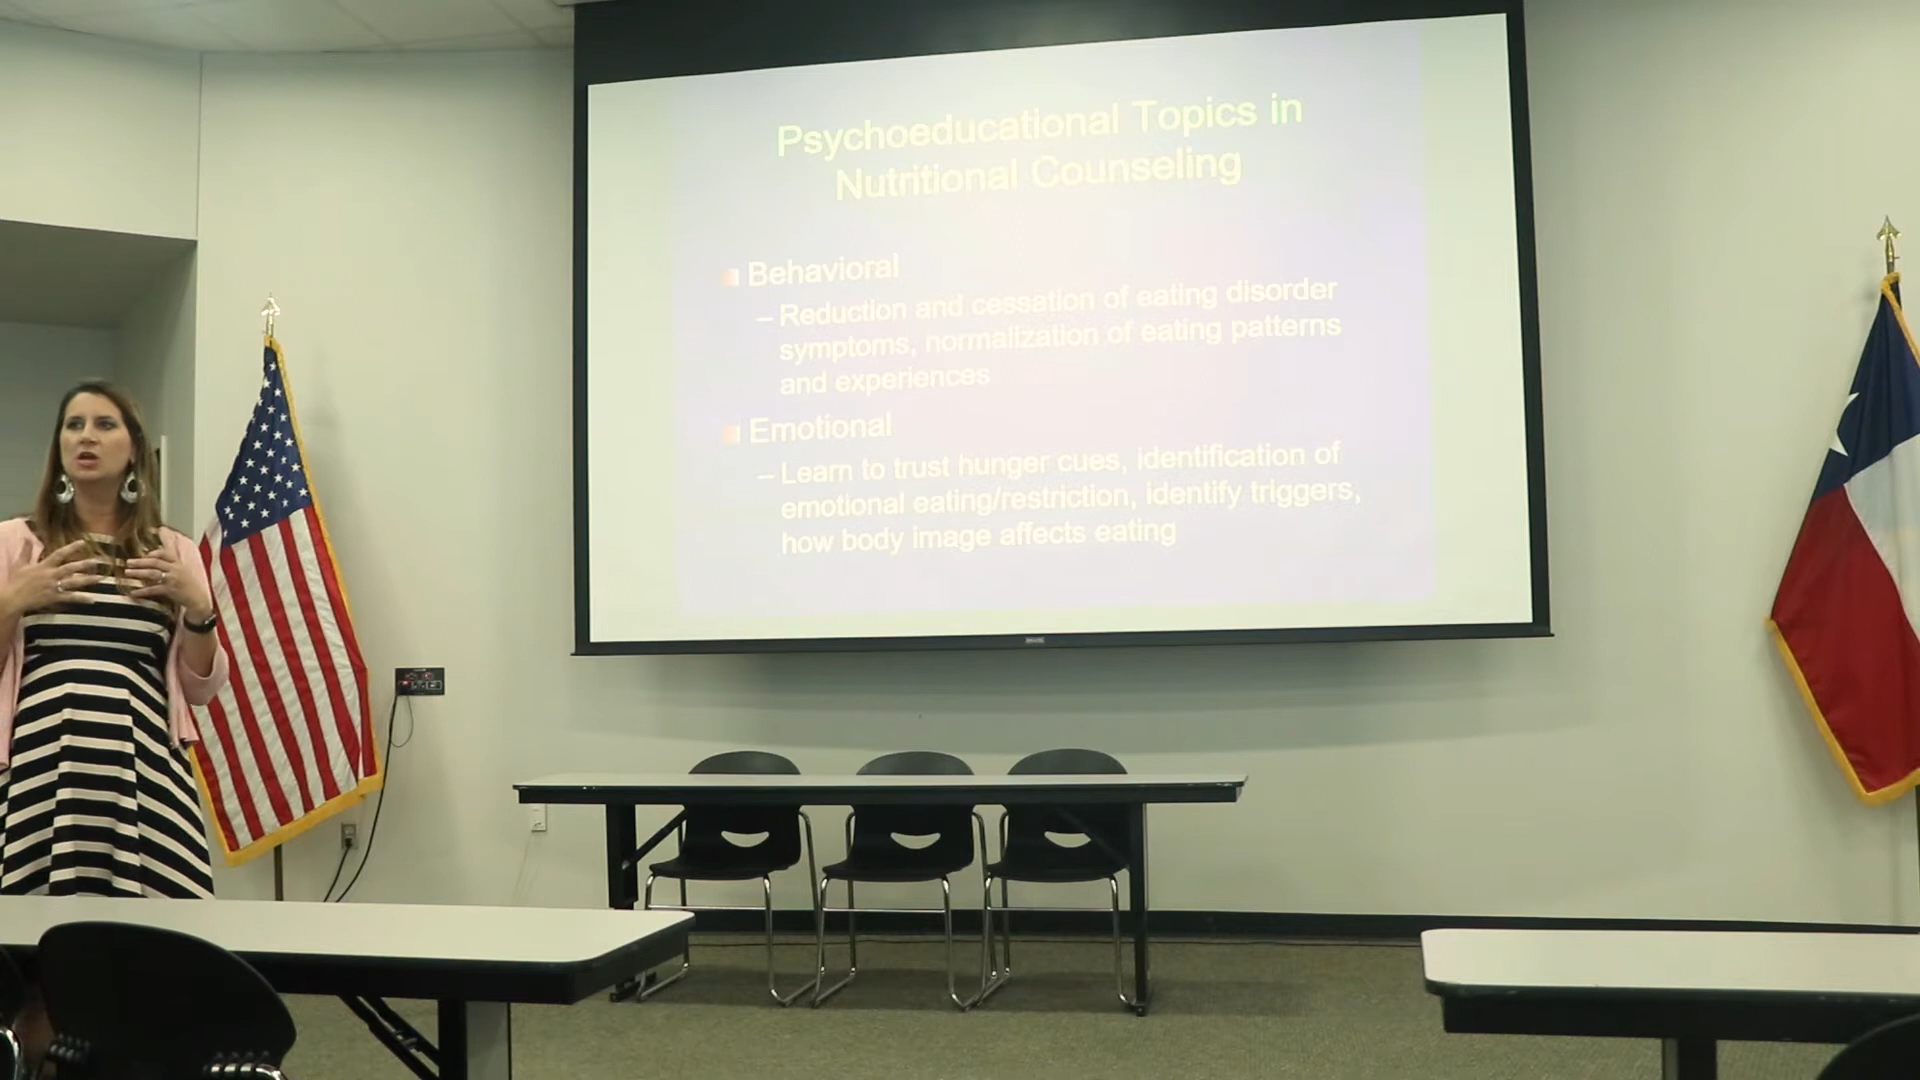 Psychoeducational Topics in
Nutritional Counseling
Behavioral
– Reduction and cessation of eating disorder
symptoms, normalization of eating patterns
and experiences
Emotional
– Learn to trust hunger cues, identification of
emotional eating/restriction, identify triggers,
how body image affects eating